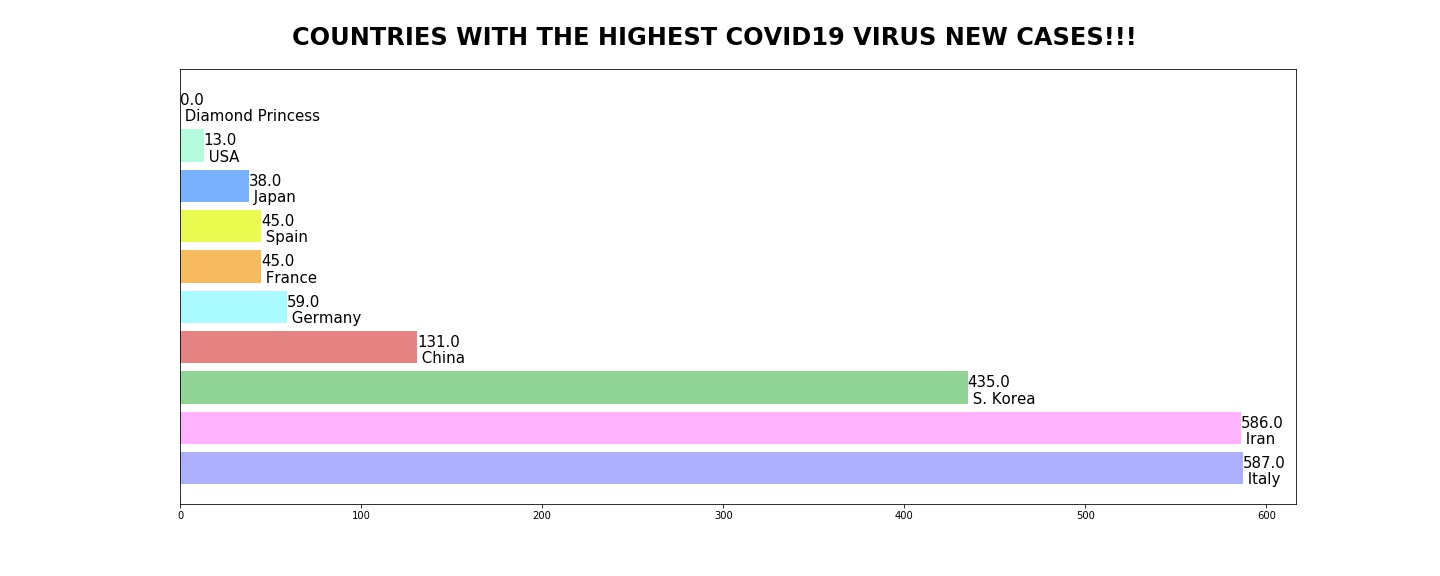 COUNTRIES WITH THE HIGHEST COVID19 VIRUS NEW CASES!!!
0.0
Diamond Princess
13.0
USA
38.0
Japan
45.0
Spain
45.0
France
59.0
Germany
131.0
China
435.0
S. Korea
586.0
Iran
587.0
Italy
0 100 200 300 400 500 600